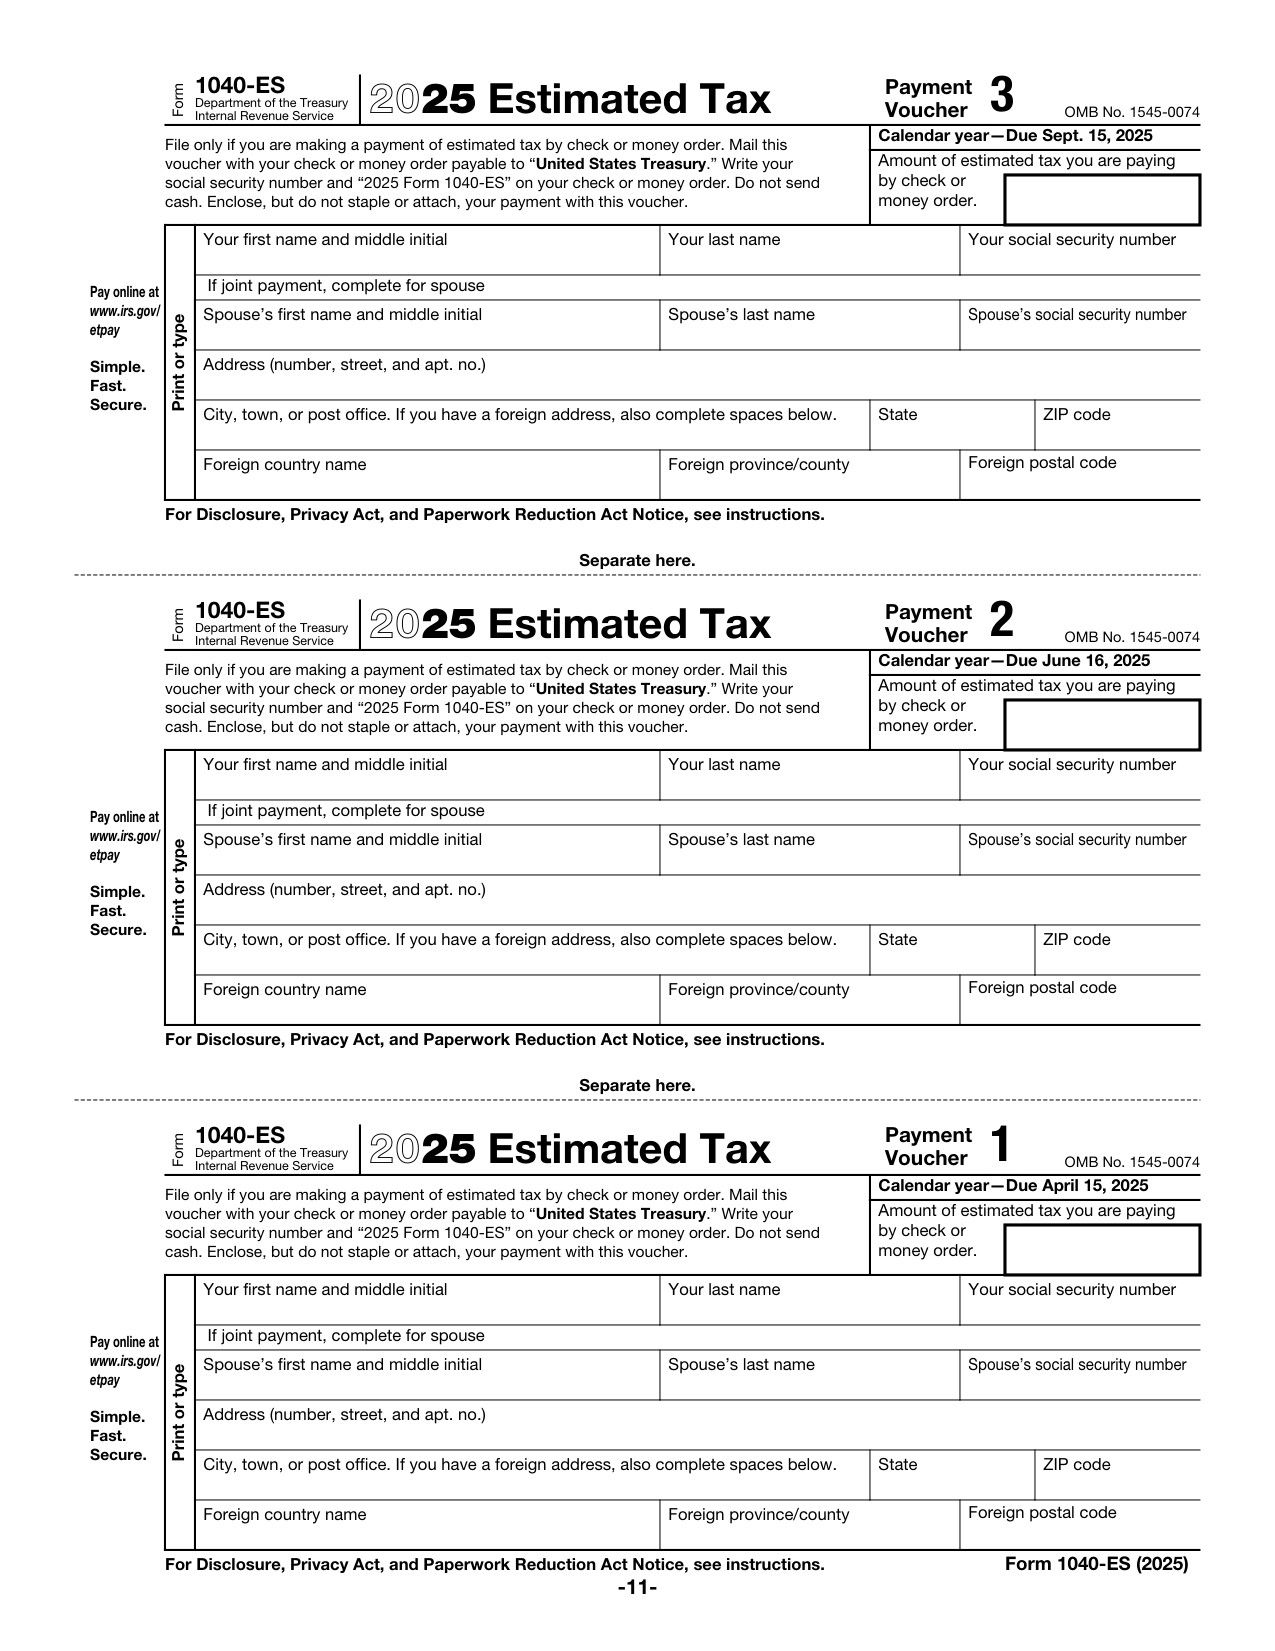 Form 1040-ES
Department of the Treasury
Internal Revenue Service
2025 Estimated Tax
Payment
Voucher 3
OMB No. 1545-0074
File only if you are making a payment of estimated tax by check or money order. Mail this
voucher with your check or money order payable to “United States Treasury.” Write your
social security number and “2025 Form 1040-ES” on your check or money order. Do not send
cash. Enclose, but do not staple or attach, your payment with this voucher.
Calendar year—Due Sept. 15, 2025
Amount of estimated tax you are paying
by check or
money order.
Pay online at
www.irs.gov/
etpay
Simple.
Fast.
Secure.
Print or type
Your first name and middle initial
Your last name
Your social security number
If joint payment, complete for spouse
Spouse’s first name and middle initial
Spouse’s last name
Spouse’s social security number
Address (number, street, and apt. no.)
City, town, or post office. If you have a foreign address, also complete spaces below.
State
ZIP code
Foreign country name
Foreign province/county
Foreign postal code
For Disclosure, Privacy Act, and Paperwork Reduction Act Notice, see instructions.
Separate here.
Form 1040-ES
Department of the Treasury
Internal Revenue Service
2025 Estimated Tax
Payment
Voucher 2
OMB No. 1545-0074
File only if you are making a payment of estimated tax by check or money order. Mail this
voucher with your check or money order payable to “United States Treasury.” Write your
social security number and “2025 Form 1040-ES” on your check or money order. Do not send
cash. Enclose, but do not staple or attach, your payment with this voucher.
Calendar year—Due June 16, 2025
Amount of estimated tax you are paying
by check or
money order.
Pay online at
www.irs.gov/
etpay
Simple.
Fast.
Secure.
Print or type
Your first name and middle initial
Your last name
Your social security number
If joint payment, complete for spouse
Spouse’s first name and middle initial
Spouse’s last name
Spouse’s social security number
Address (number, street, and apt. no.)
City, town, or post office. If you have a foreign address, also complete spaces below.
State
ZIP code
Foreign country name
Foreign province/county
Foreign postal code
For Disclosure, Privacy Act, and Paperwork Reduction Act Notice, see instructions.
Separate here.
Form 1040-ES
Department of the Treasury
Internal Revenue Service
2025 Estimated Tax
Payment
Voucher 1
OMB No. 1545-0074
File only if you are making a payment of estimated tax by check or money order. Mail this
voucher with your check or money order payable to “United States Treasury.” Write your
social security number and “2025 Form 1040-ES” on your check or money order. Do not send
cash. Enclose, but do not staple or attach, your payment with this voucher.
Calendar year—Due April 15, 2025
Amount of estimated tax you are paying
by check or
money order.
Pay online at
www.irs.gov/
etpay
Simple.
Fast.
Secure.
Print or type
Your first name and middle initial
Your last name
Your social security number
If joint payment, complete for spouse
Spouse’s first name and middle initial
Spouse’s last name
Spouse’s social security number
Address (number, street, and apt. no.)
City, town, or post office. If you have a foreign address, also complete spaces below.
State
ZIP code
Foreign country name
Foreign province/county
Foreign postal code
For Disclosure, Privacy Act, and Paperwork Reduction Act Notice, see instructions.
Form 1040-ES (2025)
-11-